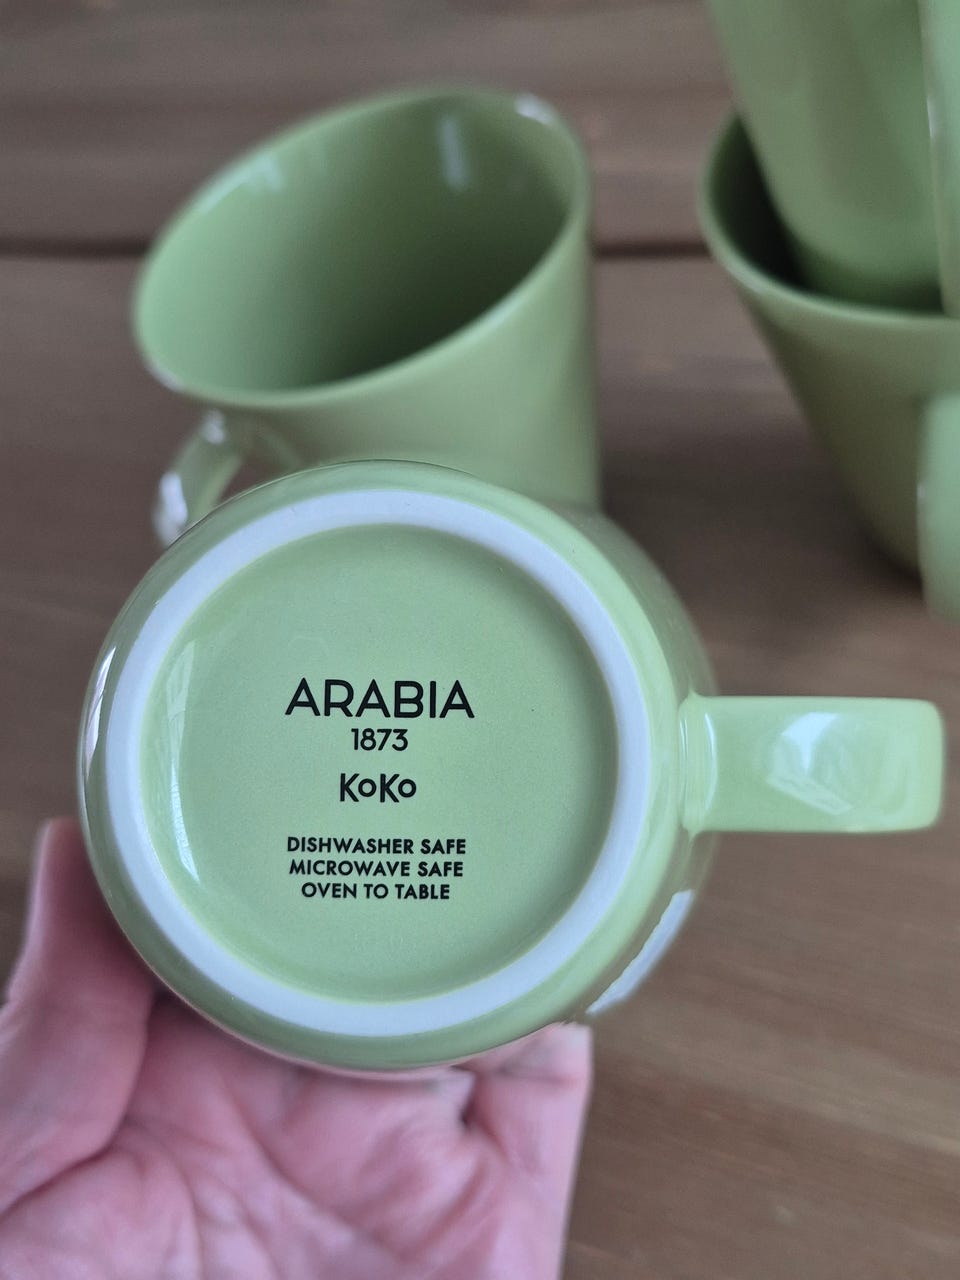 ARABIA
1873
KoKo
DISHWASHER SAFE
MICROWAVE SAFE
OVEN TO TABLE